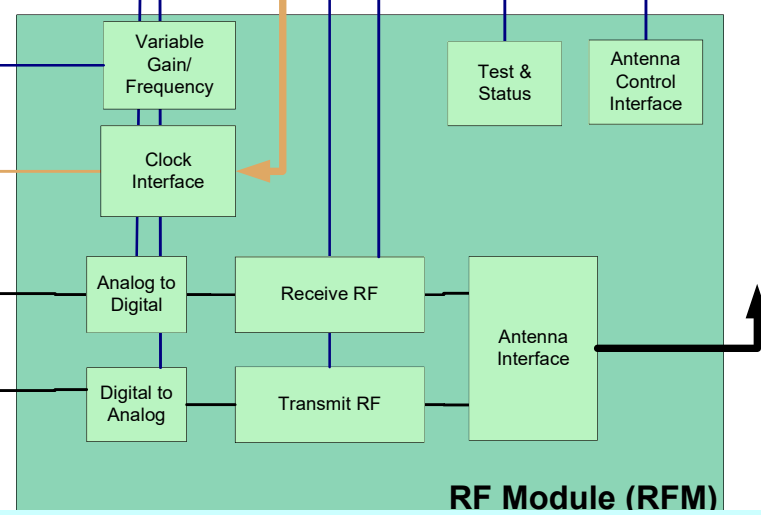 Variable
Gain/
Frequency
Test &
Status
Antenna
Control
Interface
Clock
Interface
Analog to
Digital
Receive RF
Antenna
Interface
Digital to
Analog
Transmit RF
RF Module (RFM)